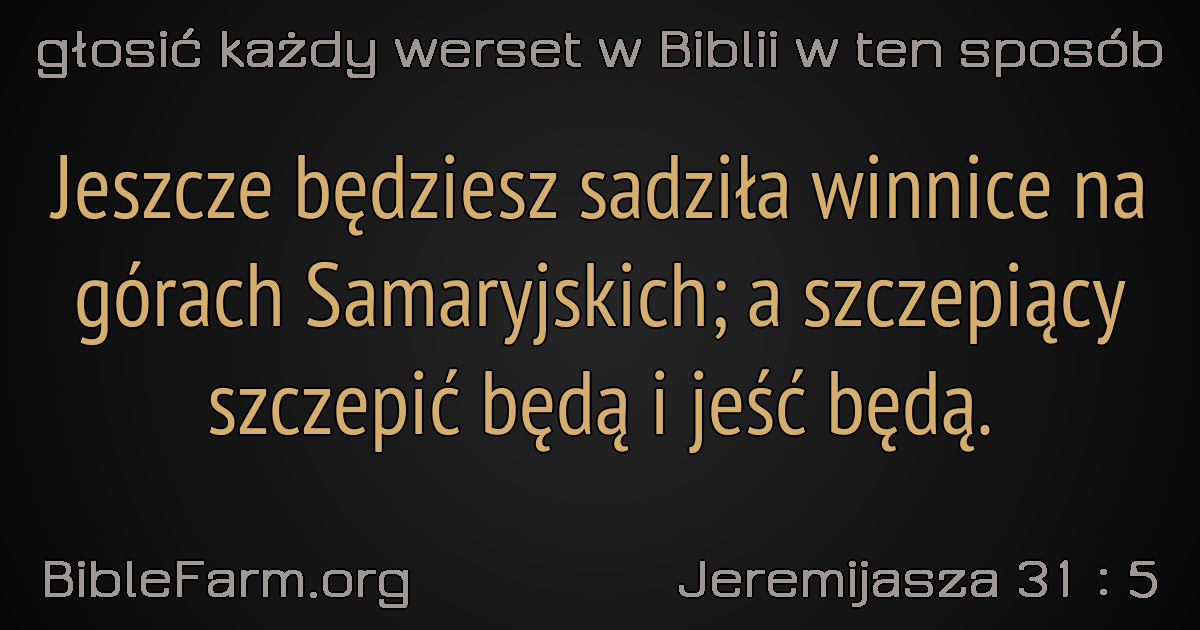 głosić każdy werset w Biblii w ten sposób
Jeszcze będziesz sadziła winnice na
górach Samaryjskich; a szczepiący
szczepić będą i jeść będą.
BibleFarm.org
Jeremijasza 31 : 5